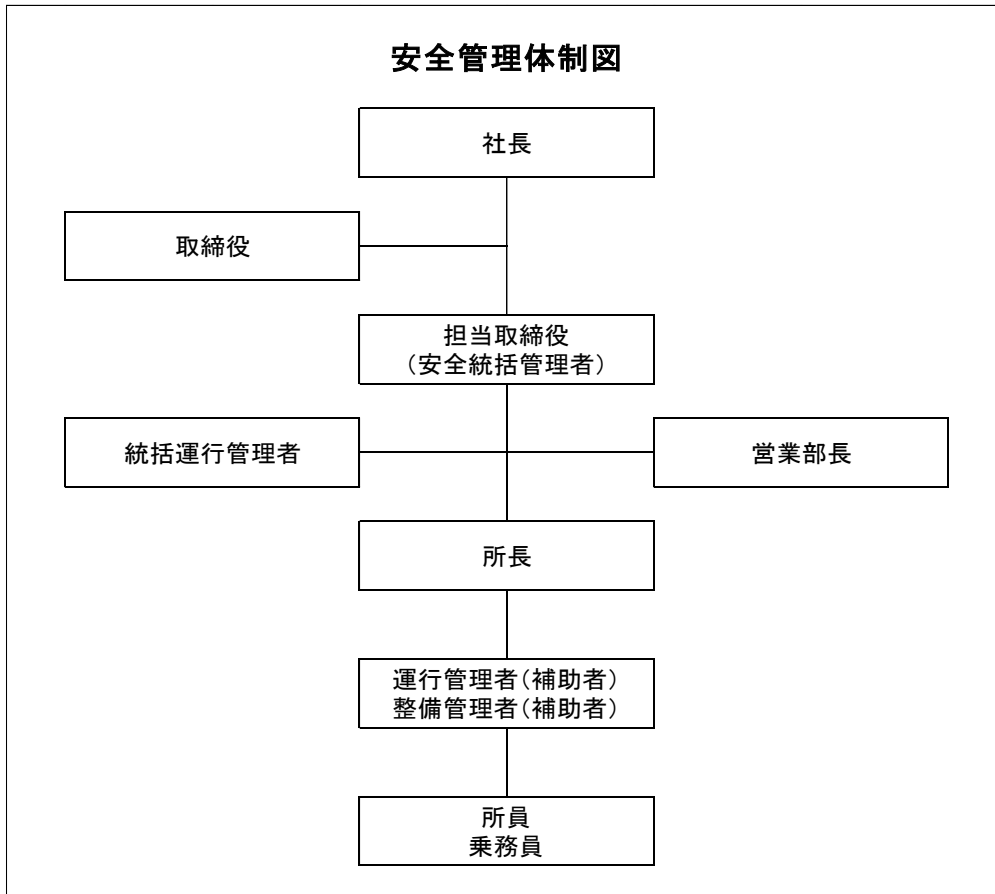 安全管理体制図
社長
取締役
担当取締役
（安全統括管理者）
統括運行管理者
営業部長
所長
運行管理者（補助者）
整備管理者（補助者）
所員
乗務員